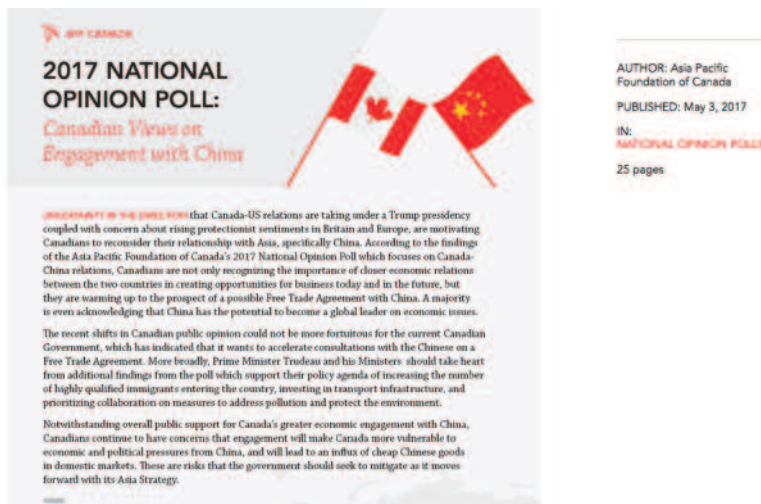 APF CANADA
2017 NATIONAL
OPINION POLL:
Canadian Views on
Engagement with China
UNCERTAINTY IN THE DIRECTION that Canada-US relations are taking under a Trump presidency
coupled with concern about rising protectionist sentiments in Britain and Europe, are motivating
Canadians to reconsider their relationship with Asia, specifically China. According to the findings
of the Asia Pacific Foundation of Canada's 2017 National Opinion Poll which focuses on Canada-
China relations, Canadians are not only recognizing the importance of closer economic relations
between the two countries in creating opportunities for business today and in the future, but
they are warming up to the prospect of a possible Free Trade Agreement with China. A majority
is even acknowledging that China has the potential to become a global leader on economic issues.
The recent shifts in Canadian public opinion could not be more fortuitous for the current Canadian
Government, which has indicated that it wants to accelerate consultations with the Chinese on a
Free Trade Agreement. More broadly, Prime Minister Trudeau and his Ministers should take heart
from additional findings from the poll which support their policy agenda of increasing the number
of highly qualified immigrants entering the country, investing in transport infrastructure, and
prioritizing collaboration on measures to address pollution and protect the environment.
Notwithstanding overall public support for Canada's greater economic engagement with China,
Canadians continue to have concerns that engagement will make Canada more vulnerable to
economic and political pressures from China, and will lead to an influx of cheap Chinese goods
in domestic markets. These are risks that the government should seek to mitigate as it moves
forward with its Asia Strategy.
AUTHOR: Asia Pacific
Foundation of Canada
PUBLISHED: May 3, 2017
IN:
NATIONAL OPINION POLLS
25 pages